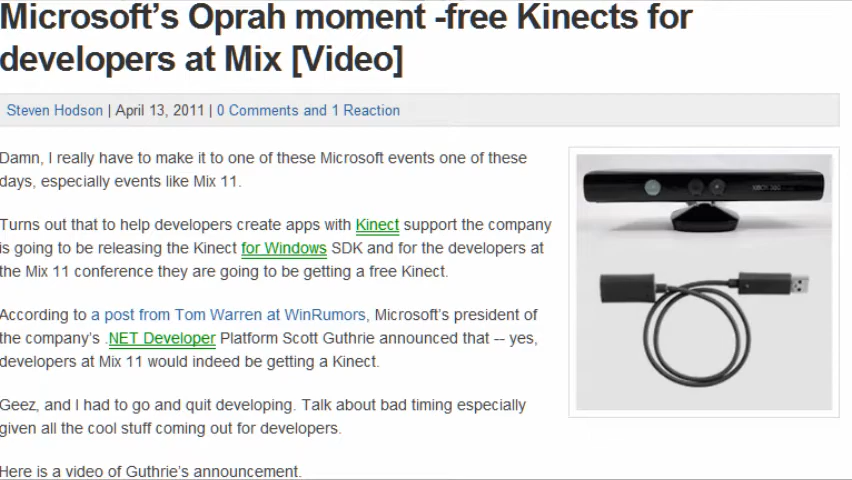 Microsoft's Oprah moment -free Kinects for
developers at Mix [Video]
Steven Hodson | April 13, 2011 | 0 Comments and 1 Reaction
Damn, I really have to make it to one of these Microsoft events one of these
days, especially events like Mix 11.
Turns out that to help developers create apps with Kinect support the company
is going to be releasing the Kinect for Windows SDK and for the developers at
the Mix 11 conference they are going to be getting a free Kinect.
According to a post from Tom Warren at WinRumors, Microsoft's president of
the company's .NET Developer Platform Scott Guthrie announced that -- yes,
developers at Mix 11 would indeed be getting a Kinect.
Geez, and I had to go and quit developing. Talk about bad timing especially
given all the cool stuff coming out for developers.
Here is a video of Guthrie's announcement.
XBOX 360